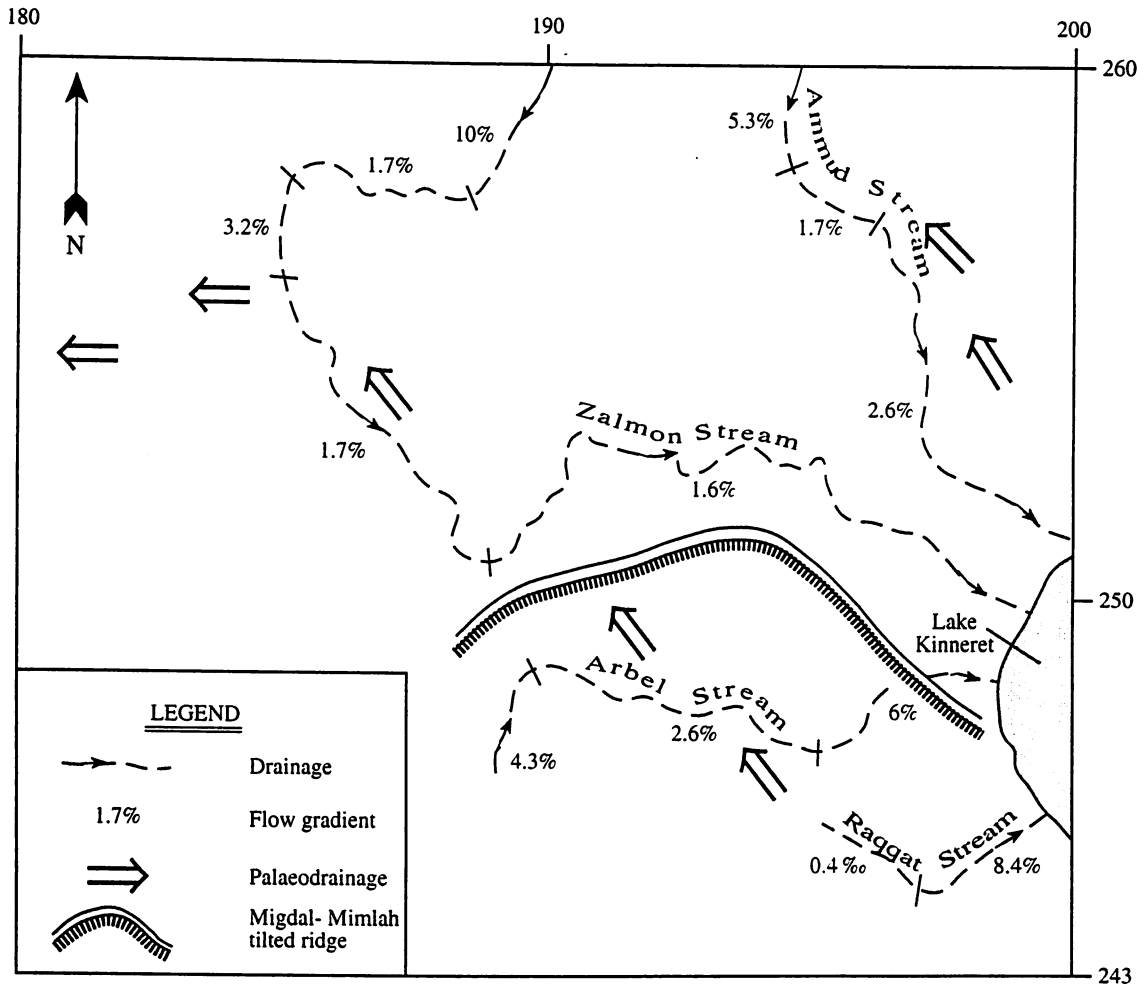 180
190
200
260
10%
5.3%
Ammud Stream
1.7%
3.2%
1.7%
N
2.6%
Zalmon Stream
1.7%
1.6%
250
Lake
Kinneret
Arbel Stream
6%
2.6%
4.3%
Raqqat Stream
0.4‰
8.4%
LEGEND
Drainage
1.7%
Flow gradient
Palaeodrainage
Migdal- Mimlah
tilted ridge
243